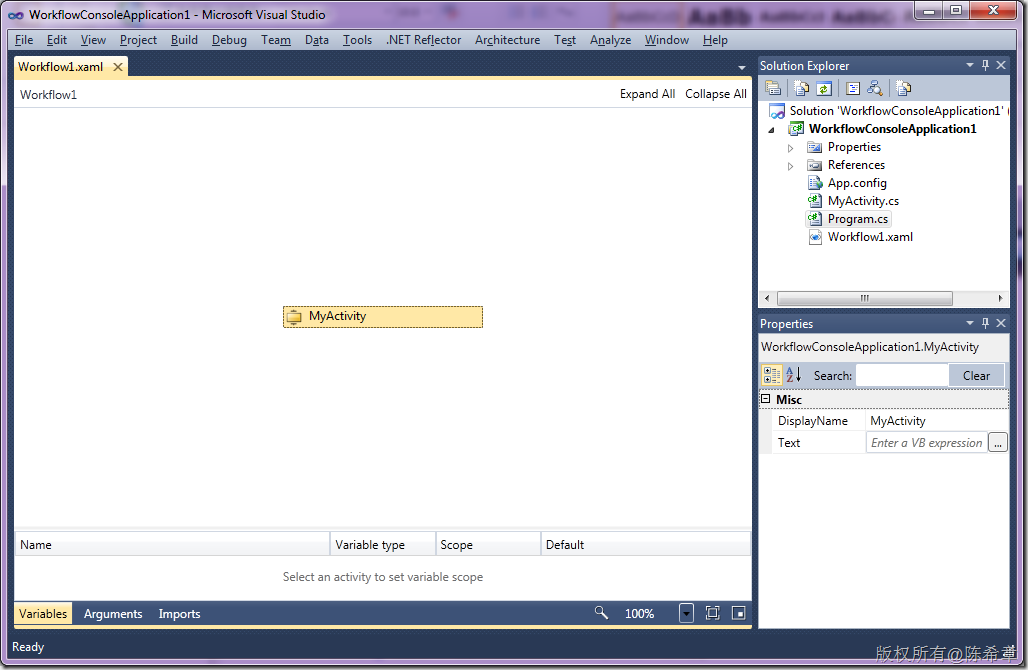 WorkflowConsoleApplication1 - Microsoft Visual Studio
File Edit View Project Build Debug Team Data Tools .NET Reflector Architecture Test Analyze Window Help
Workflow1.xaml
Workflow1
Expand All Collapse All
MyActivity
Name Variable type Scope Default
Select an activity to set variable scope
Variables Arguments Imports 100%
Ready
Solution Explorer
Solution 'WorkflowConsoleApplication1' (
WorkflowConsoleApplication1
Properties
References
App.config
MyActivity.cs
Program.cs
Workflow1.xaml
Properties
WorkflowConsoleApplication1.MyActivity
Search: Clear
Misc
DisplayName MyActivity
Text Enter a VB expression ...
版权所有@陈希章